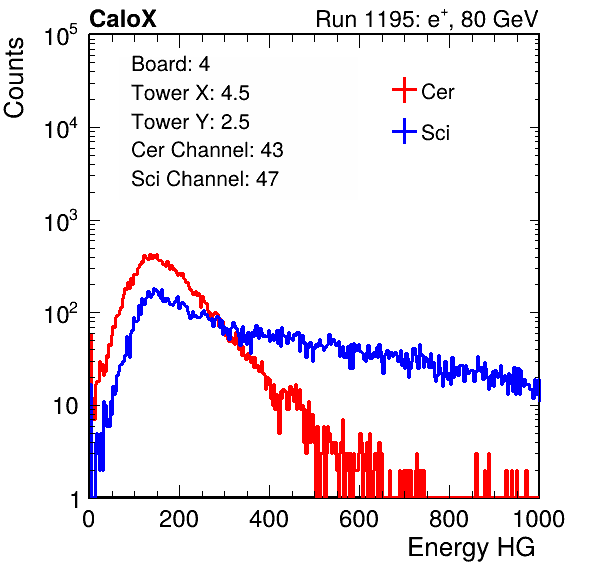 CaloX Run 1195: e⁺, 80 GeV
Counts
Board: 4
Tower X: 4.5
Tower Y: 2.5
Cer Channel: 43
Sci Channel: 47
Cer
Sci
10⁵
10⁴
10³
10²
10
1
0 200 400 600 800 1000
Energy HG